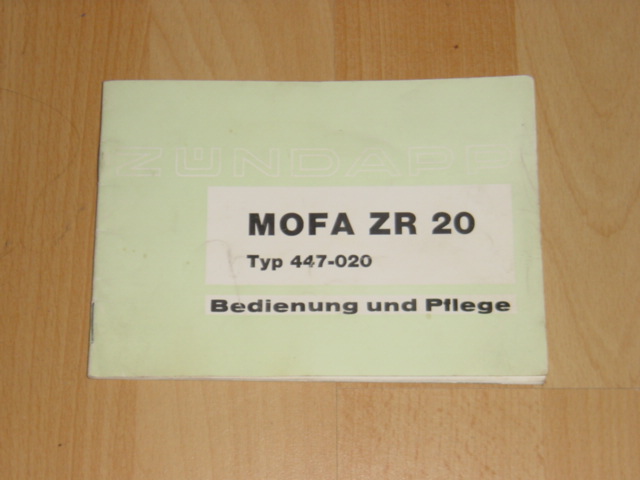 ZÜNDAPP
MOFA ZR 20
Typ 447-020
Bedienung und Pflege